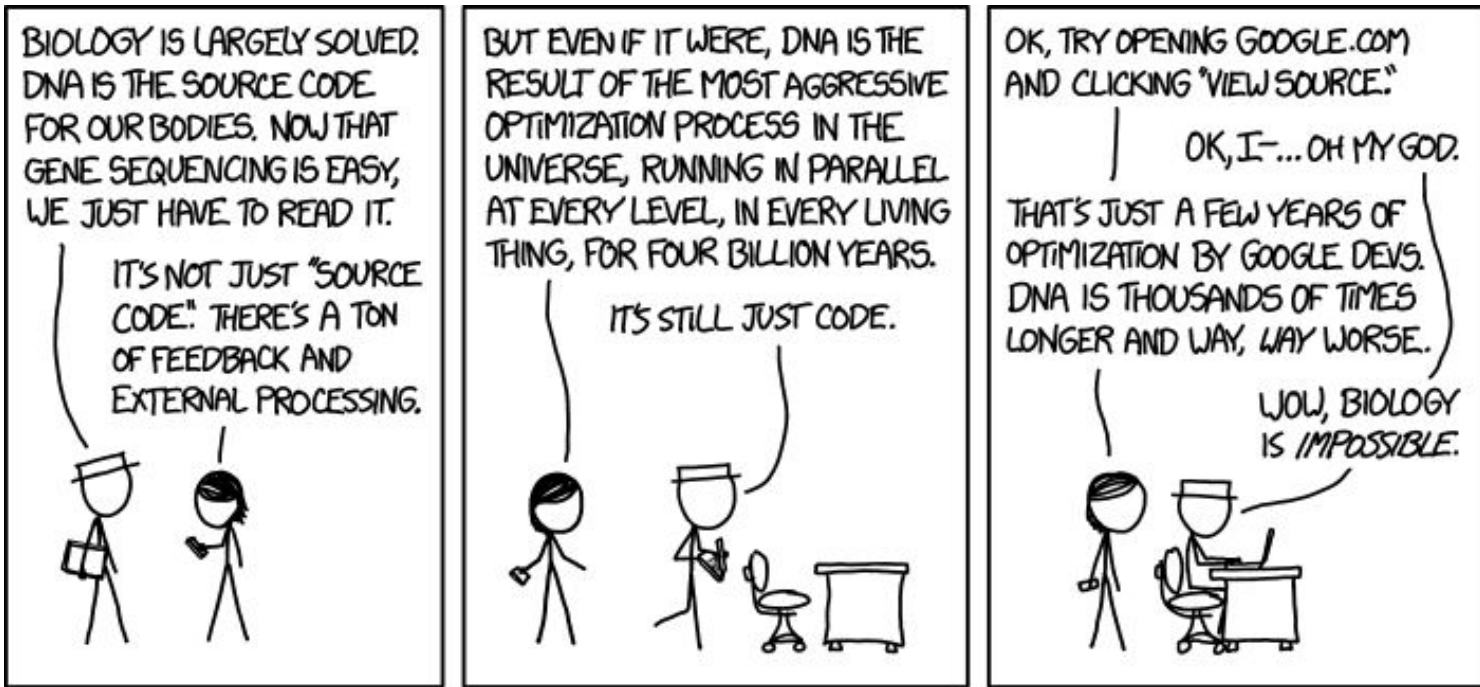 BIOLOGY IS LARGELY SOLVED.
DNA IS THE SOURCE CODE
FOR OUR BODIES. NOW THAT
GENE SEQUENCING IS EASY,
WE JUST HAVE TO READ IT.
IT'S NOT JUST "SOURCE
CODE". THERE'S A TON
OF FEEDBACK AND
EXTERNAL PROCESSING.
BUT EVEN IF IT WERE, DNA IS THE
RESULT OF THE MOST AGGRESSIVE
OPTIMIZATION PROCESS IN THE
UNIVERSE, RUNNING IN PARALLEL
AT EVERY LEVEL, IN EVERY LIVING
THING, FOR FOUR BILLION YEARS.
IT'S STILL JUST CODE.
OK, TRY OPENING GOOGLE.COM
AND CLICKING "VIEW SOURCE."
OK, I-... OH MY GOD.
THAT'S JUST A FEW YEARS OF
OPTIMIZATION BY GOOGLE DEVS.
DNA IS THOUSANDS OF TIMES
LONGER AND WAY, WAY WORSE.
WOW, BIOLOGY
IS IMPOSSIBLE.